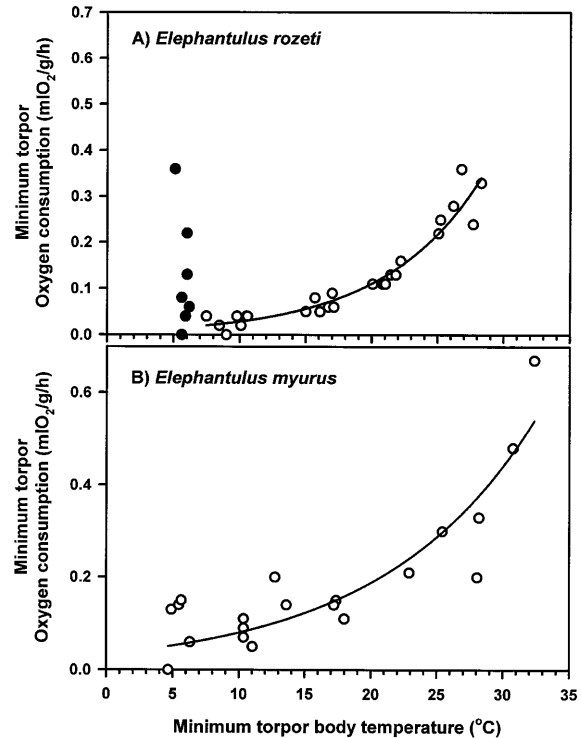 A) Elephantulus rozeti
Minimum torpor
Oxygen consumption (mlO2/g/h)
0.7
0.6
0.5
0.4
0.3
0.2
0.1
0.0
B) Elephantulus myurus
Minimum torpor
Oxygen consumption (mlO2/g/h)
0.6
0.4
0.2
0.0
0 5 10 15 20 25 30 35
Minimum torpor body temperature (°C)